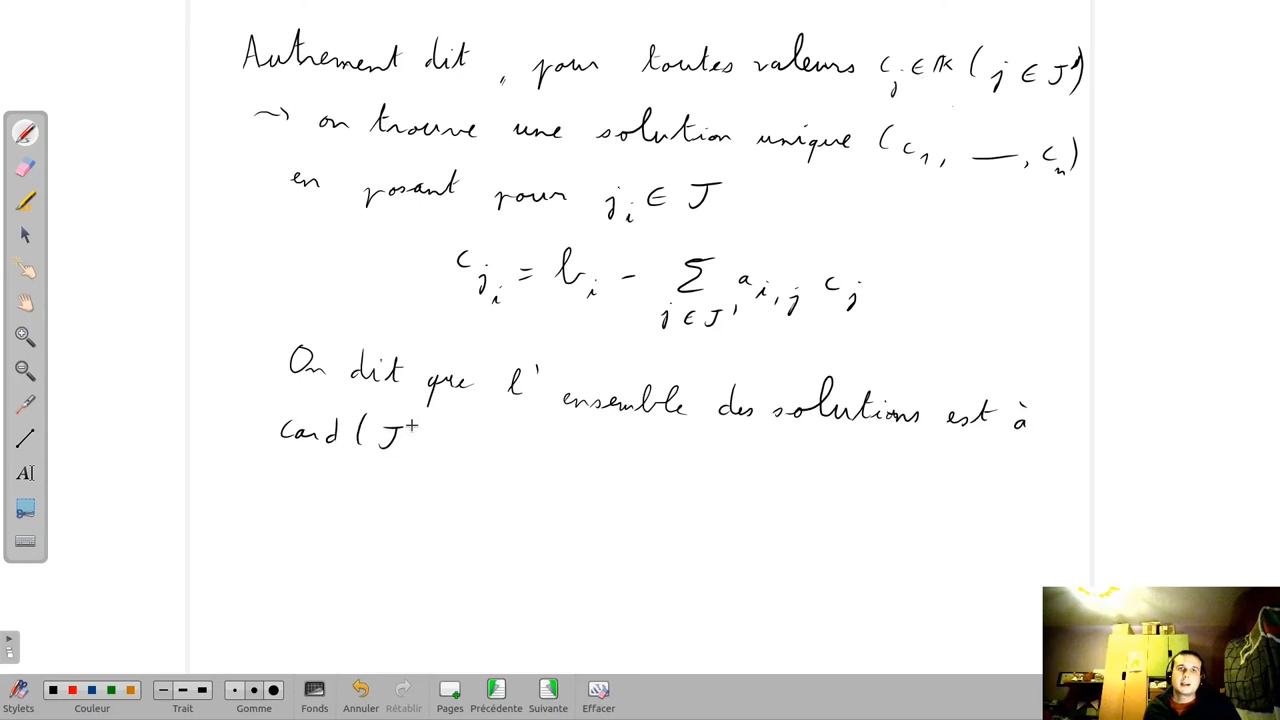 Autrement dit, pour toutes valeurs c_j ∈ K (j ∈ J')
~> on trouve une solution unique (c_1, —, c_n)
en posant pour j_i ∈ J
c_{j_i} = b_i - Σ_{j ∈ J'} a_{i,j} c_j
On dit que l'ensemble des solutions est à
card ( J
AI
Stylets
Couleur
Trait
Gomme
Fonds
Annuler
Rétablir
Pages
Précédente
Suivante
Effacer